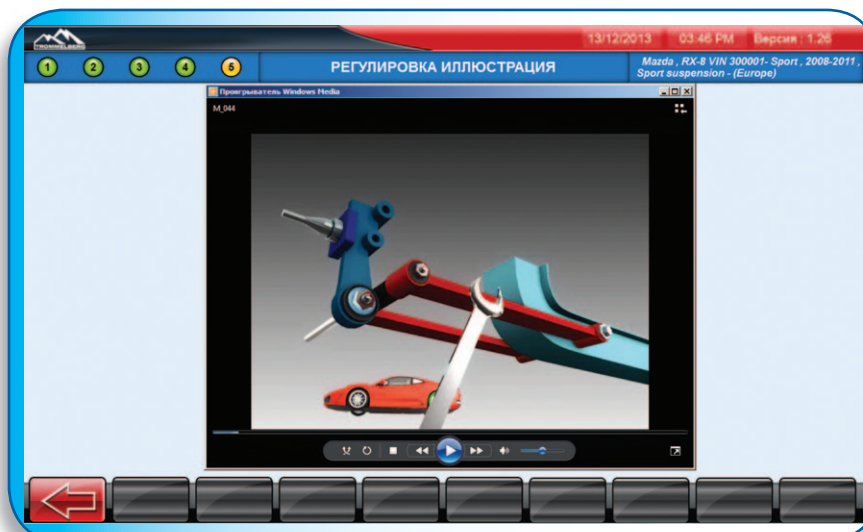 TROMMELBERG
13/12/2013 03:46 PM Версия : 1.26
1 2 3 4 5
РЕГУЛИРОВКА ИЛЛЮСТРАЦИЯ
Mazda , RX-8 VIN 300001- Sport , 2008-2011 ,
Sport suspension - (Europe)
Проигрыватель Windows Media
M_044